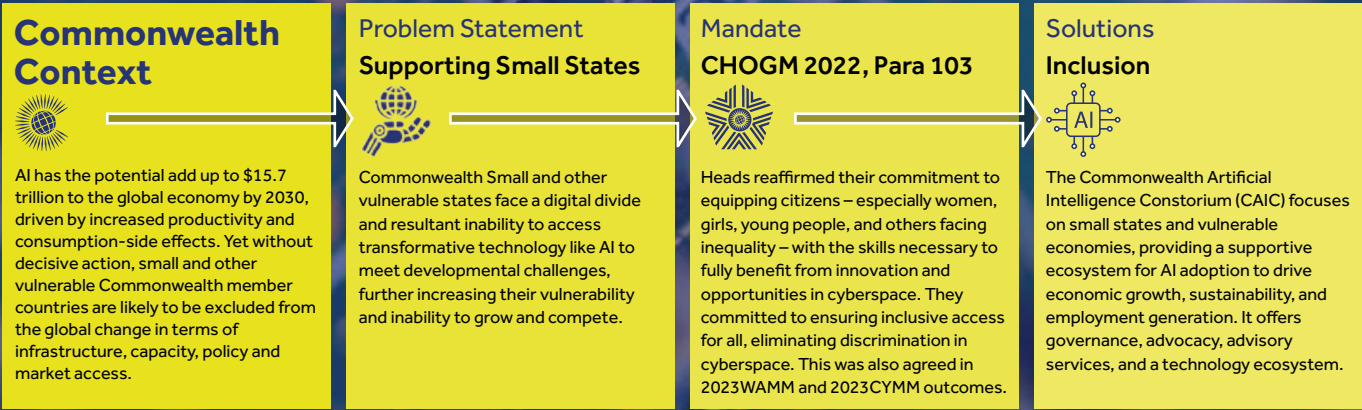 Commonwealth
Context
AI has the potential add up to $15.7
trillion to the global economy by 2030,
driven by increased productivity and
consumption-side effects. Yet without
decisive action, small and other
vulnerable Commonwealth member
countries are likely to be excluded from
the global change in terms of
infrastructure, capacity, policy and
market access.
Problem Statement
Supporting Small States
Commonwealth Small and other
vulnerable states face a digital divide
and resultant inability to access
transformative technology like AI to
meet developmental challenges,
further increasing their vulnerability
and inability to grow and compete.
Mandate
CHOGM 2022, Para 103
Heads reaffirmed their commitment to
equipping citizens – especially women,
girls, young people, and others facing
inequality – with the skills necessary to
fully benefit from innovation and
opportunities in cyberspace. They
committed to ensuring inclusive access
for all, eliminating discrimination in
cyberspace. This was also agreed in
2023WAMM and 2023CYMM outcomes.
Solutions
Inclusion
AI
The Commonwealth Artificial
Intelligence Constorium (CAIC) focuses
on small states and vulnerable
economies, providing a supportive
ecosystem for AI adoption to drive
economic growth, sustainability, and
employment generation. It offers
governance, advocacy, advisory
services, and a technology ecosystem.